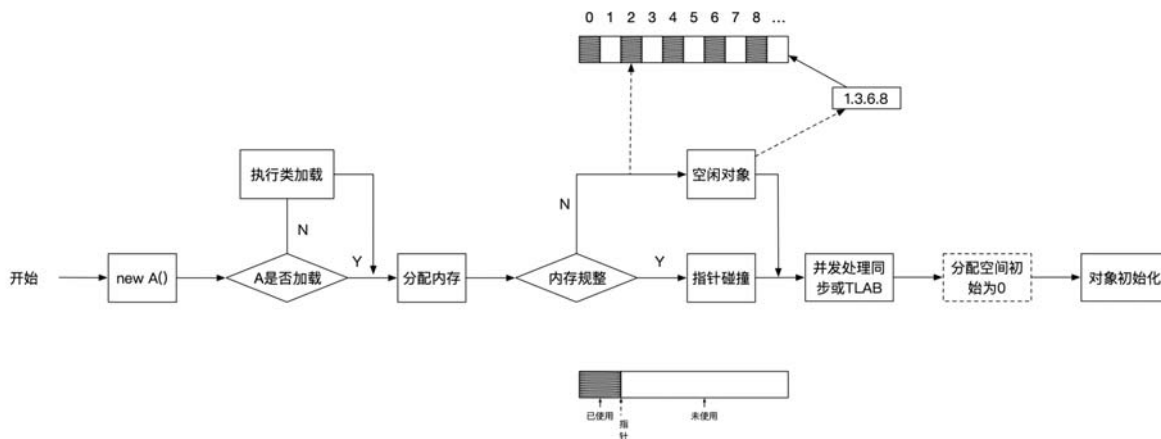 0 1 2 3 4 5 6 7 8 ...
1.3.6.8
执行类加载
空闲对象
N
N
开始
new A()
A是否加载
Y
分配内存
内存规整
Y
指针碰撞
并发处理同
步或TLAB
分配空间初
始为0
对象初始化
已使用
指
针
未使用